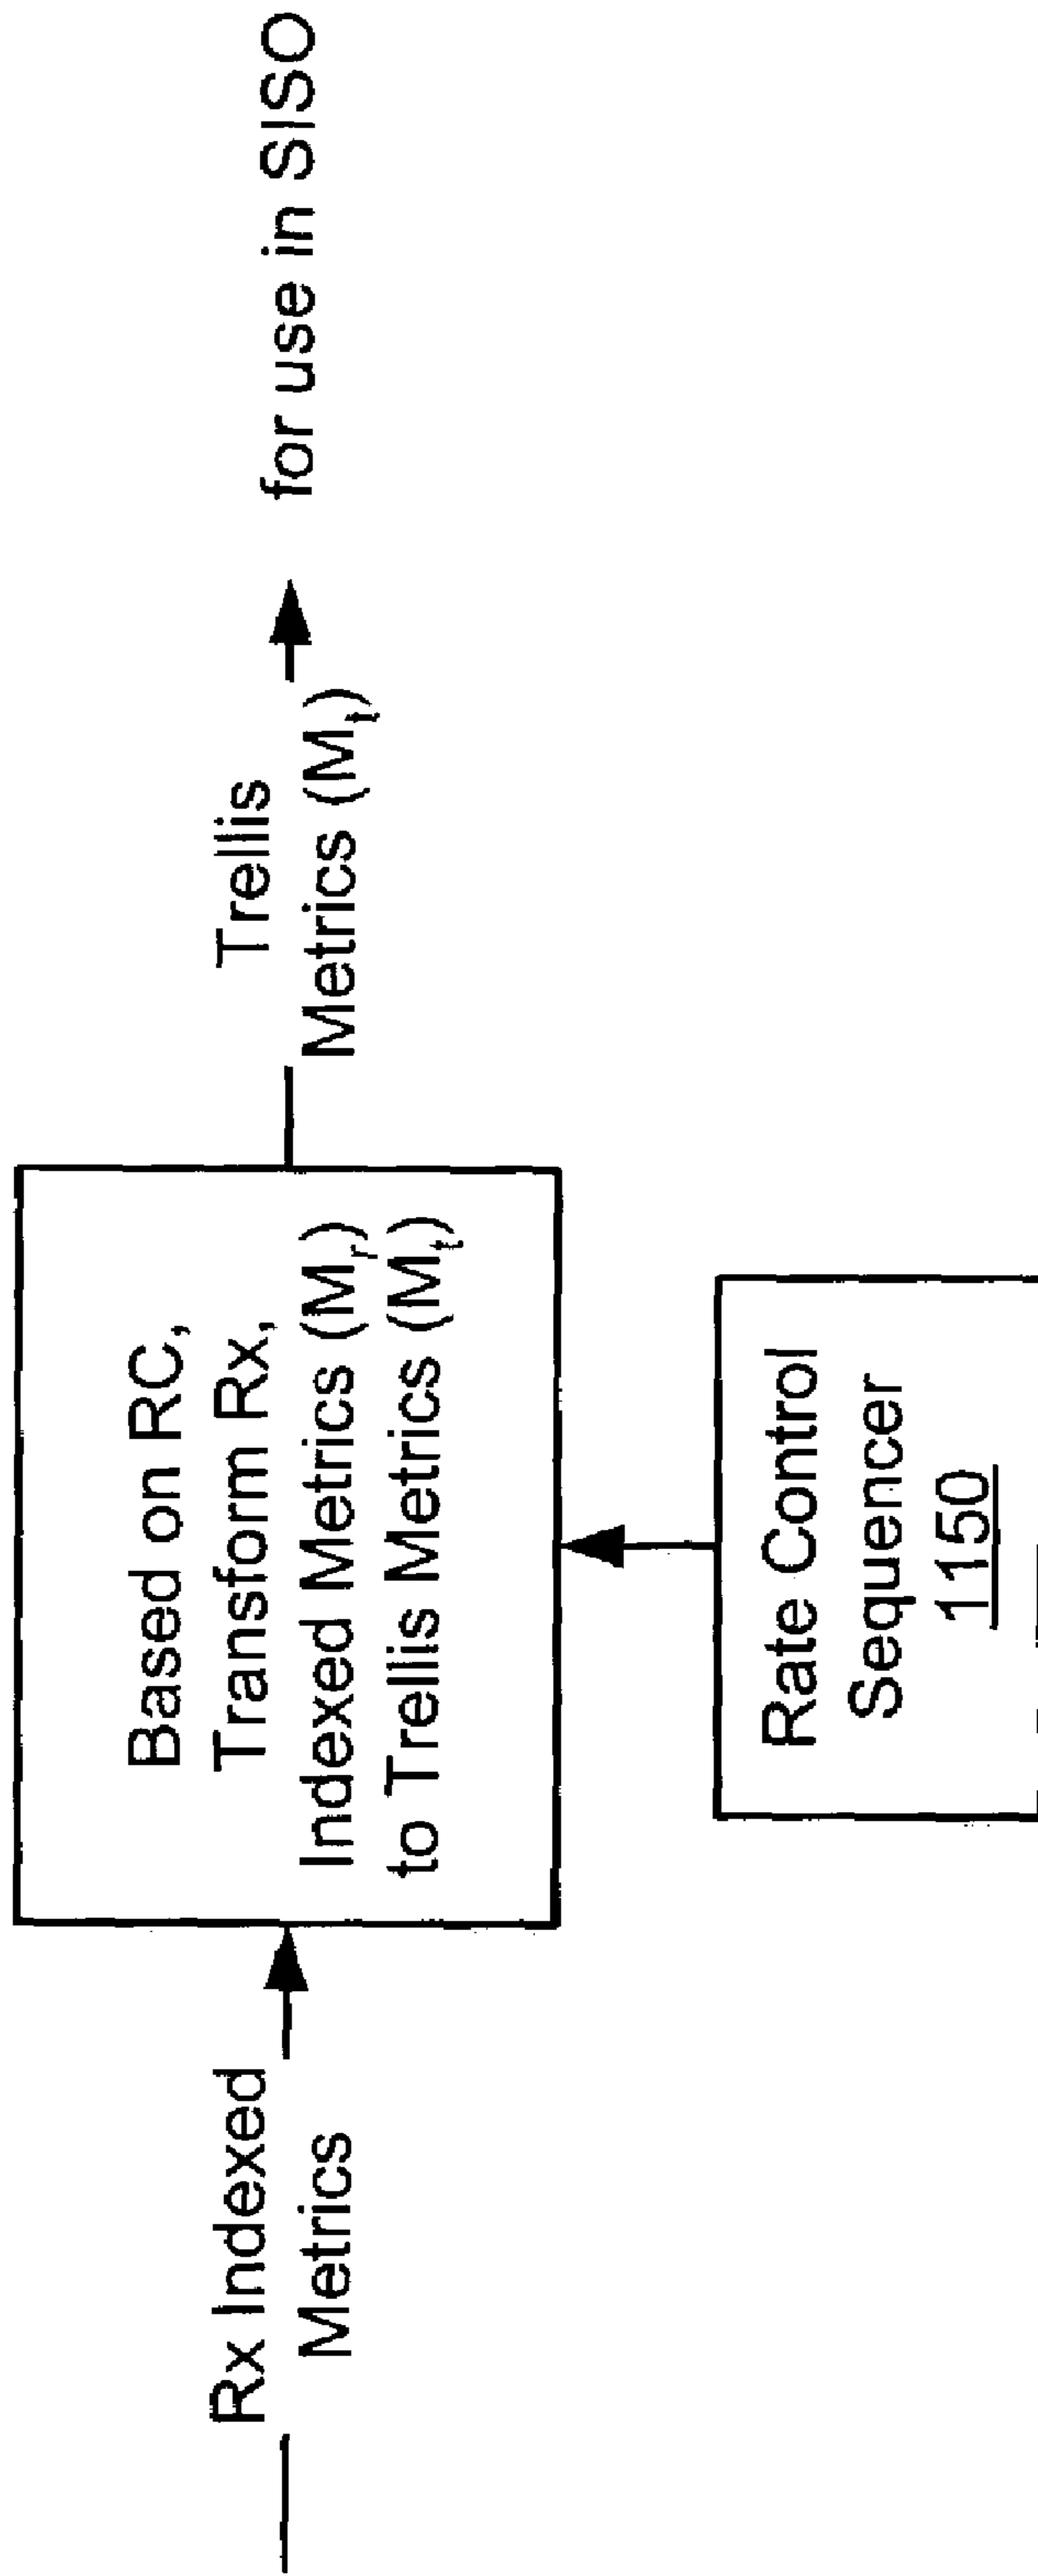 Rx Indexed
Metrics
Based on RC,
Transform Rx,
Indexed Metrics (Mr)
to Trellis Metrics (Mt)
Trellis
Metrics (Mt)
for use in SISO
Rate Control
Sequencer
1150